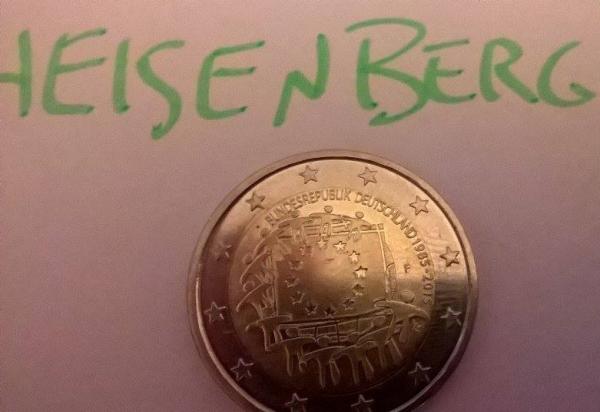 HEISENBERG
BUNDESREPUBLIK DEUTSCHLAND 1985-2015
F